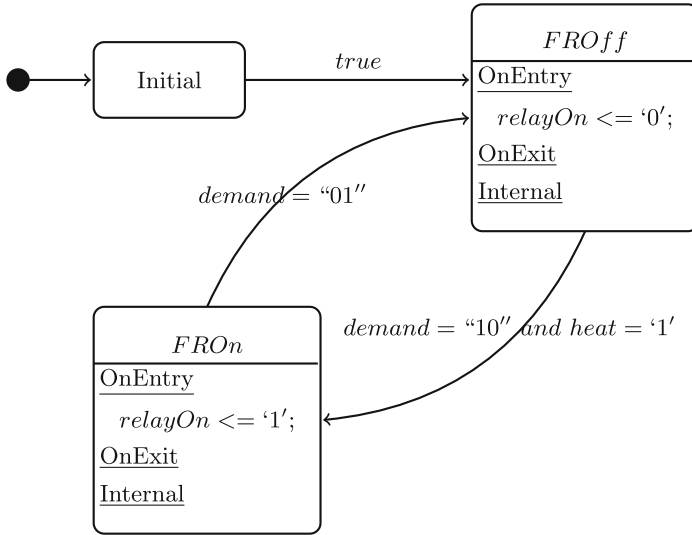 Initial
true
FROff
OnEntry
relayOn <= ‘0′;
OnExit
Internal
demand = “01′′
demand = “10′′ and heat = ‘1′
FROn
OnEntry
relayOn <= ‘1′;
OnExit
Internal